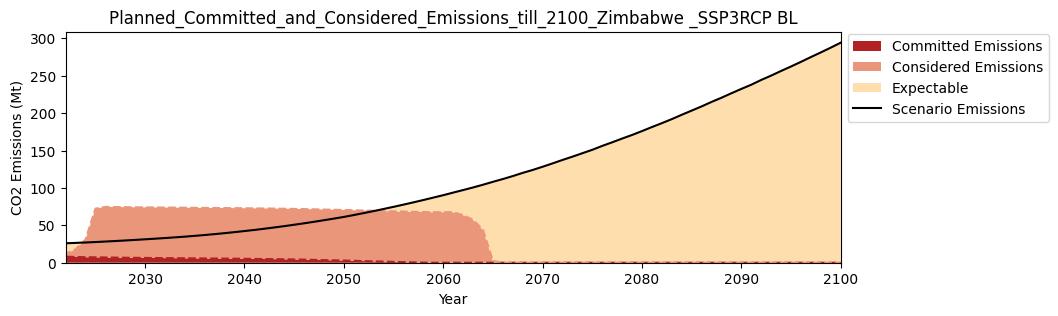 Planned_Committed_and_Considered_Emissions_till_2100_Zimbabwe _SSP3RCP BL
300
250
200
150
100
50
0
CO2 Emissions (Mt)
2030
2040
2050
2060
2070
2080
2090
2100
Year
Committed Emissions
Considered Emissions
Expectable
Scenario Emissions